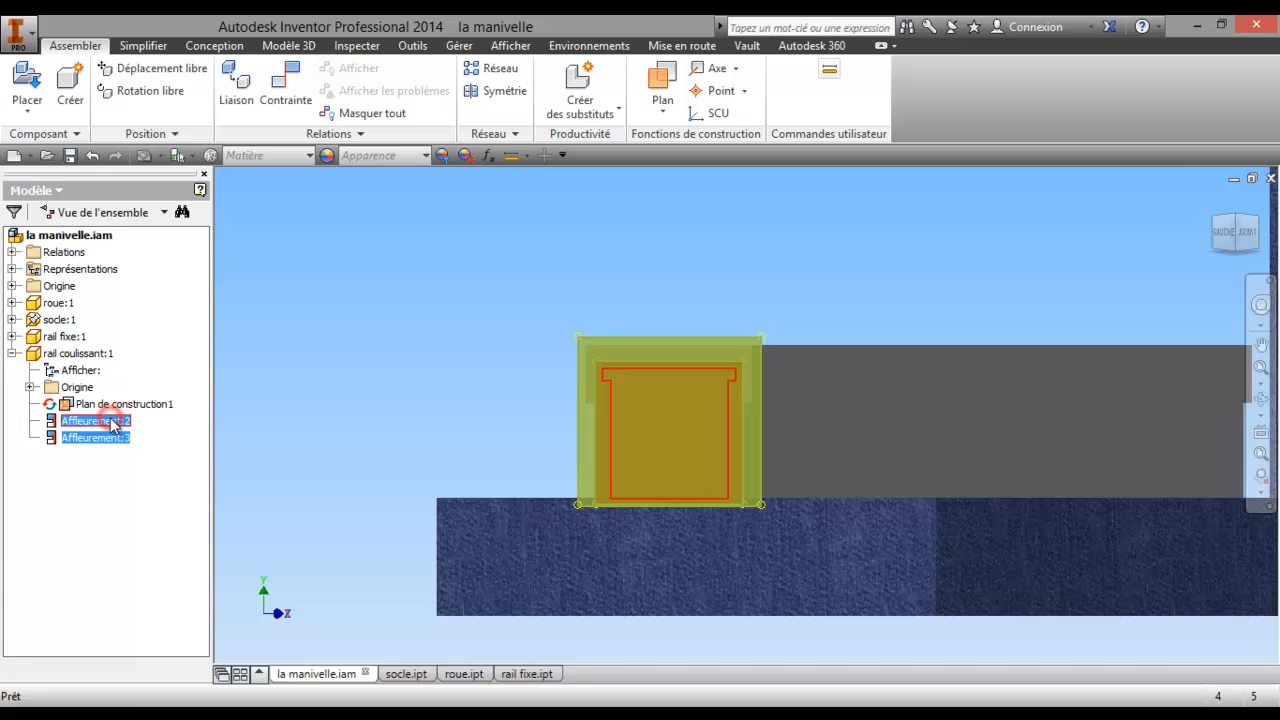 Autodesk Inventor Professional 2014 la manivelle
Tapez un mot-clé ou une expression
Connexion
PRO
Assembler Simplifier Conception Modèle 3D Inspecter Outils Gérer Afficher Environnements Mise en route Vault Autodesk 360
Placer
Créer
Composant
Déplacement libre
Rotation libre
Position
Liaison
Contrainte
Afficher
Afficher les problèmes
Masquer tout
Relations
Réseau
Symétrie
Réseau
Créer
des substituts
Productivité
Plan
Axe
Point
SCU
Fonctions de construction
Commandes utilisateur
Matière
Apparence
Modèle
Vue de l'ensemble
la manivelle.iam
Relations
Représentations
Origine
roue:1
socle:1
rail fixe:1
rail coulissant:1
Afficher:
Origine
Plan de construction1
Affleurement:2
Affleurement:3
GAUCHE AVANT
Y
Z
la manivelle.iam socle.ipt roue.ipt rail fixe.ipt
Prêt
4 5